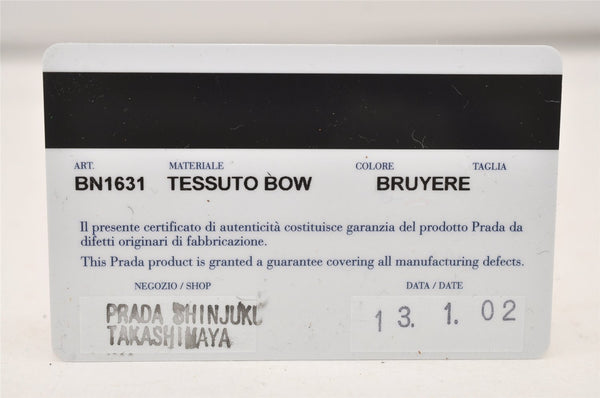 ART. MATERIALE COLORE TAGLIA
BN1631 TESSUTO BOW BRUYERE
Il presente certificato di autenticità costituisce garanzia del prodotto Prada da
difetti originari di fabbricazione.
This Prada product is granted a guarantee covering all manufacturing defects.
NEGOZIO / SHOP DATA / DATE
PRADA SHINJUKU 13. 1. 02
TAKASHIMAYA